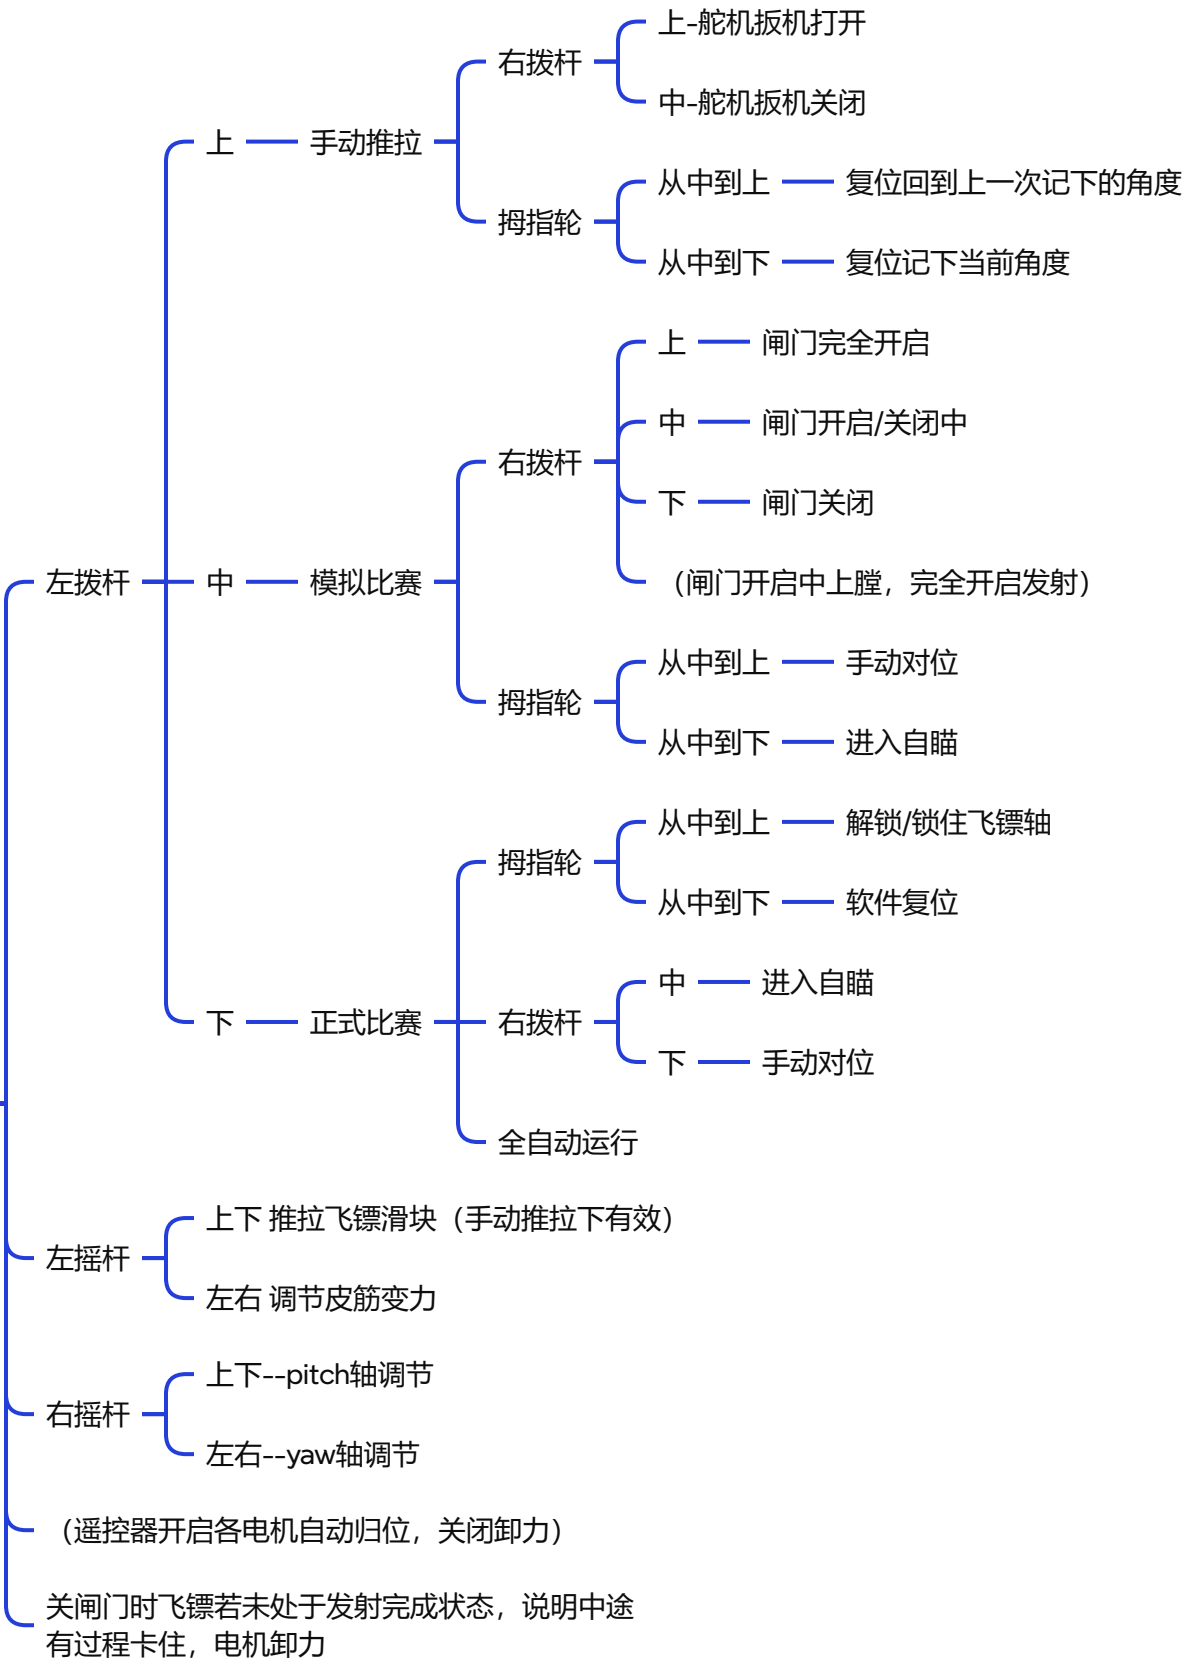 上-舵机扳机打开
右拨杆
中-舵机扳机关闭
上
手动推拉
从中到上
复位回到上一次记下的角度
拇指轮
从中到下
复位记下当前角度
上
闸门完全开启
中
闸门开启/关闭中
右拨杆
下
闸门关闭
左拨杆
中
模拟比赛
（闸门开启中上膛，完全开启发射）
从中到上
手动对位
拇指轮
从中到下
进入自瞄
从中到上
解锁/锁住飞镖轴
拇指轮
从中到下
软件复位
中
进入自瞄
下
正式比赛
右拨杆
下
手动对位
全自动运行
上下 推拉飞镖滑块（手动推拉下有效）
左摇杆
左右 调节皮筋变力
上下--pitch轴调节
右摇杆
左右--yaw轴调节
（遥控器开启各电机自动归位，关闭卸力）
关闸门时飞镖若未处于发射完成状态，说明中途
有过程卡住，电机卸力